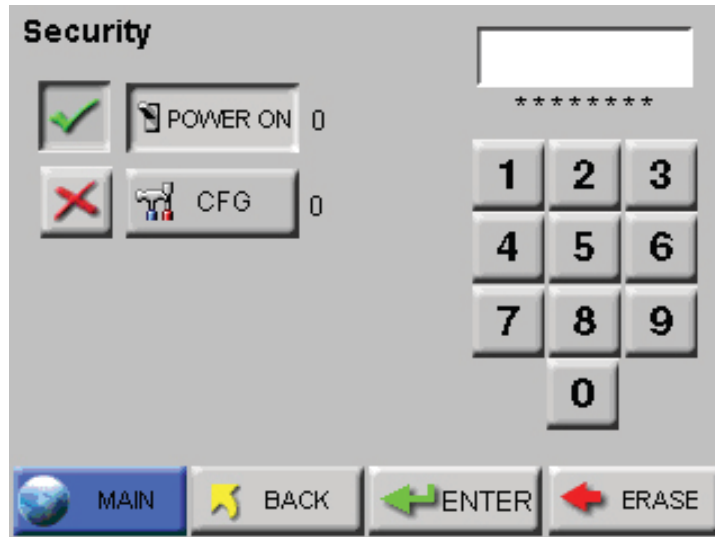 Security
POWER ON 0
CFG 0
********
1 2 3
4 5 6
7 8 9
0
MAIN BACK ENTER ERASE